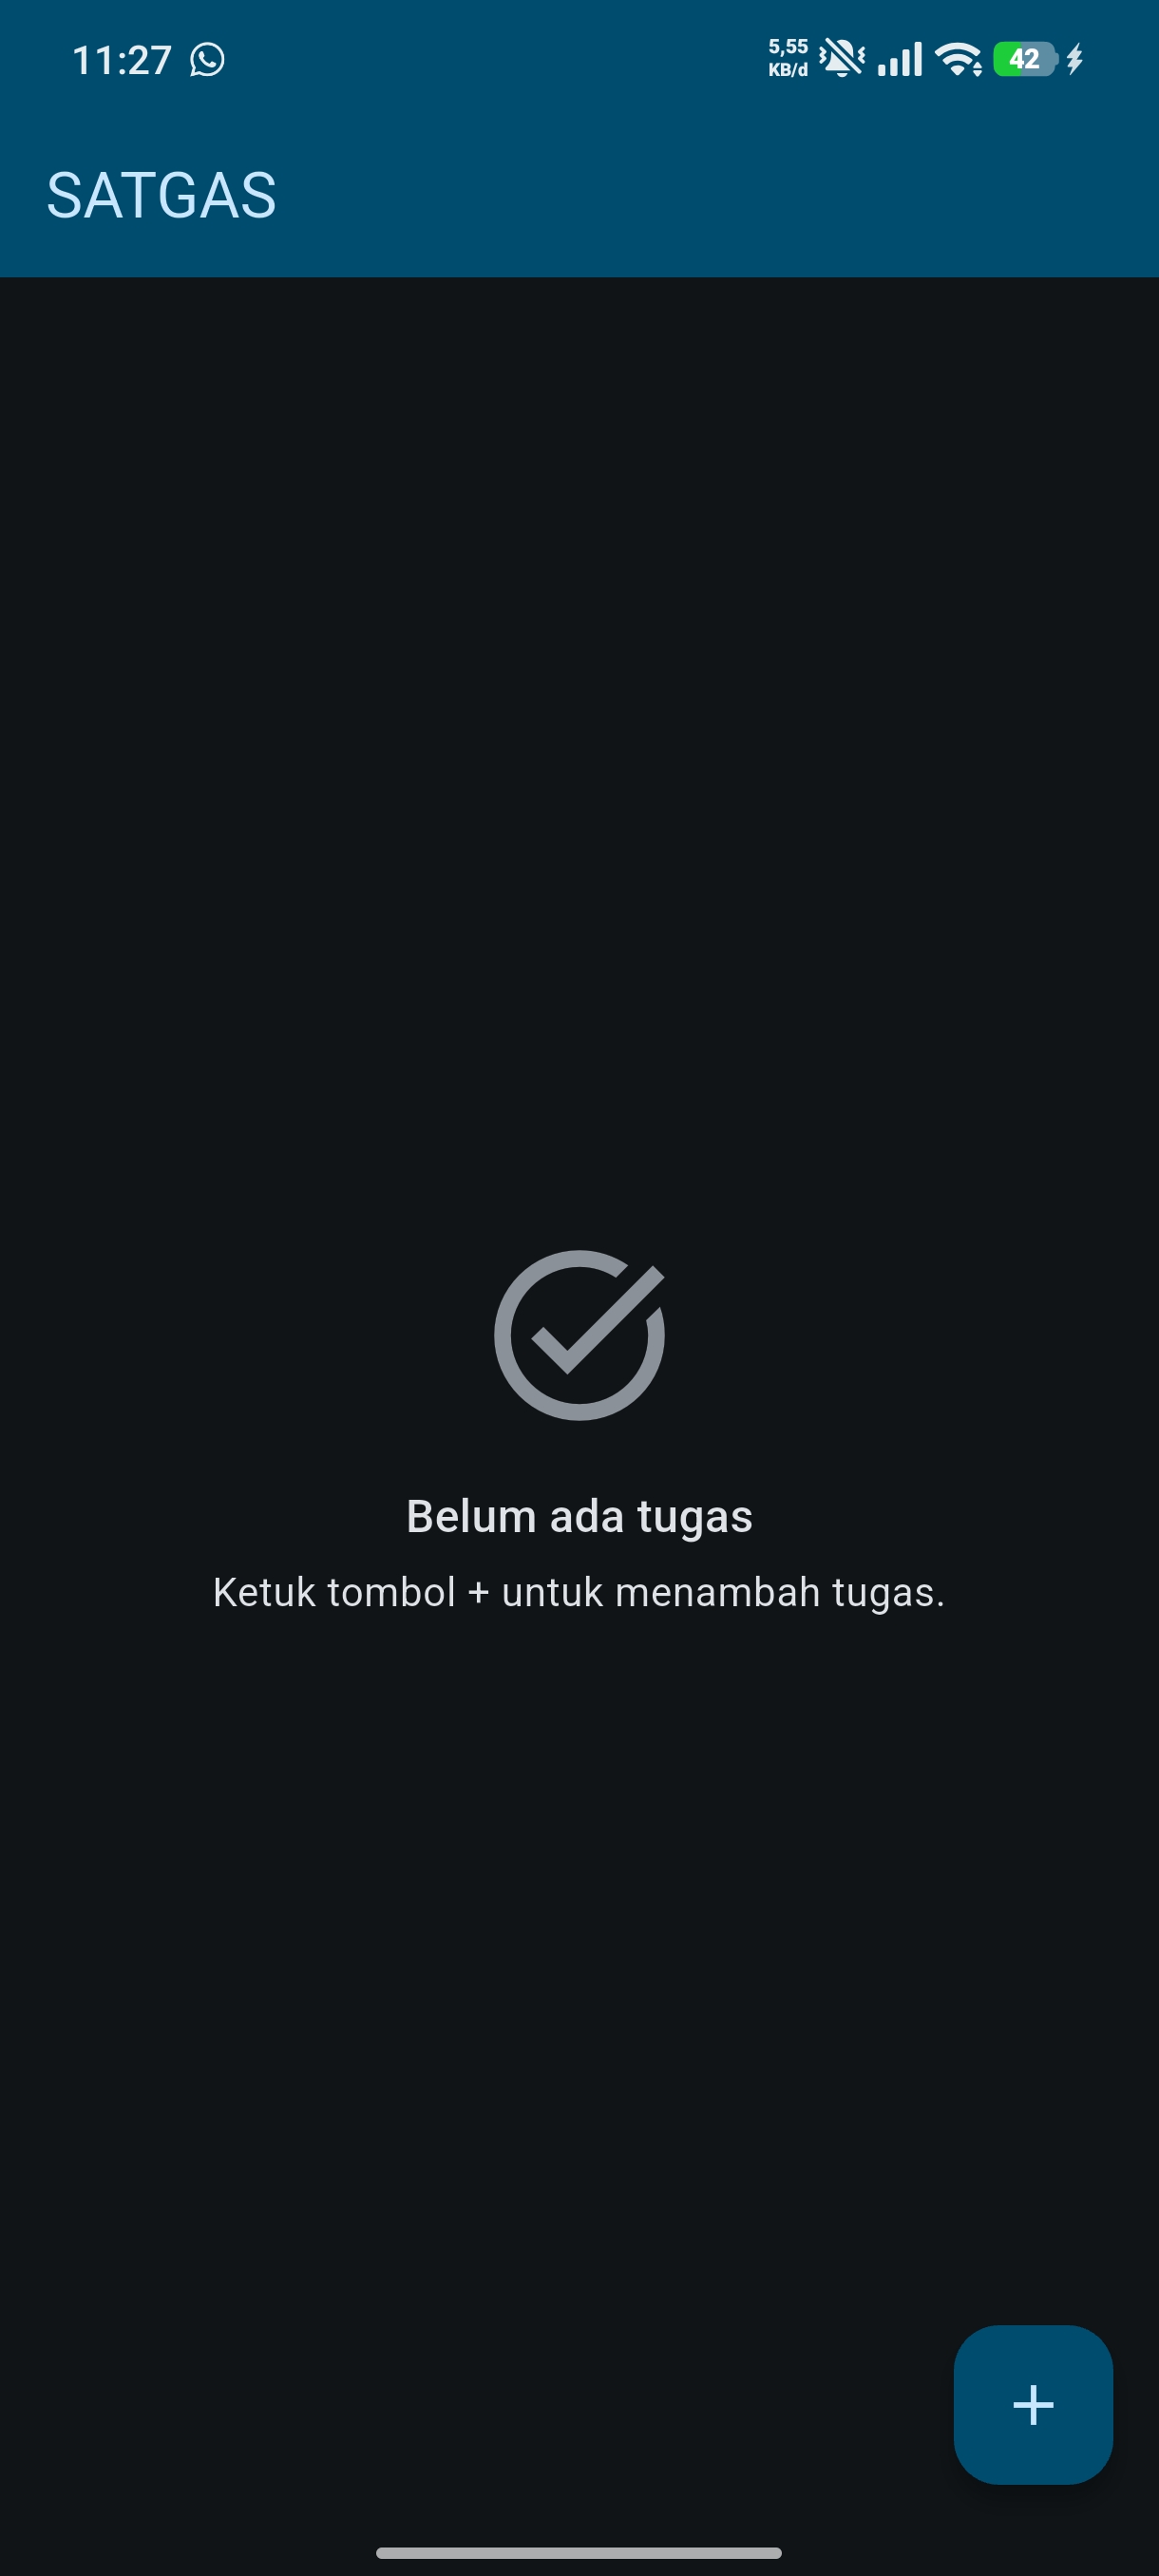 11:27
5,55
KB/d
42
SATGAS
Belum ada tugas
Ketuk tombol + untuk menambah tugas.
+